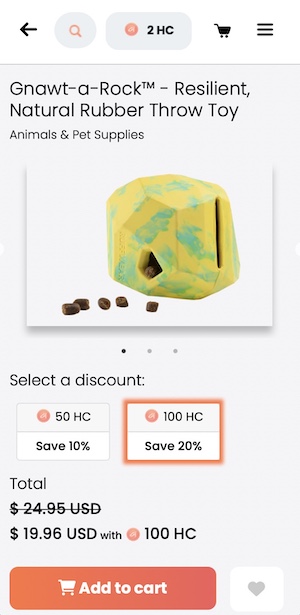 2 HC
Gnawt-a-Rock™ - Resilient,
Natural Rubber Throw Toy
Animals & Pet Supplies
Select a discount:
50 HC
100 HC
Save 10%
Save 20%
Total
$ 24.95 USD
$ 19.96 USD with 100 HC
Add to cart